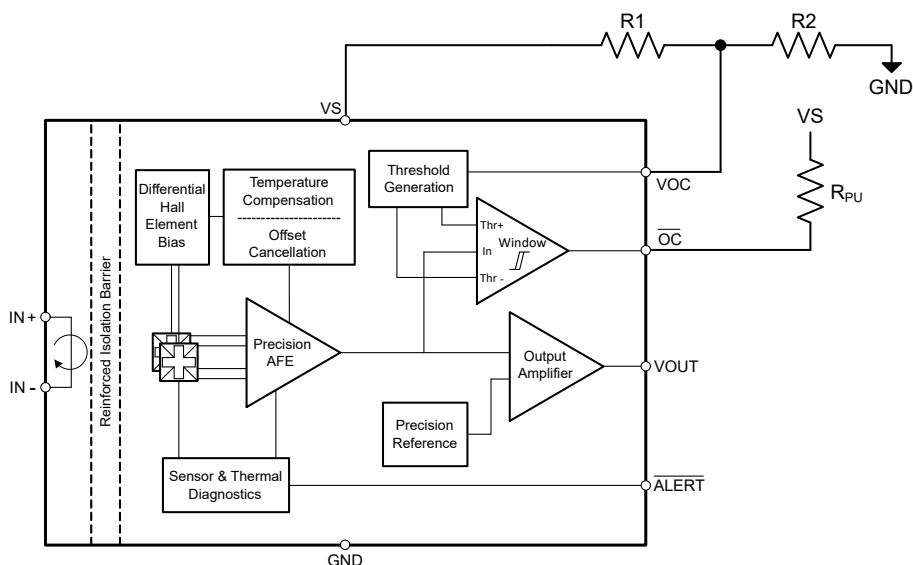 R1
R2
GND
VS
VS
R_PU
VOC
OC
Differential
Hall
Element
Bias
Temperature
Compensation
Offset
Cancellation
Threshold
Generation
Thr+
In
Window
Thr -
IN +
IN -
Reinforced Isolation Barrier
Precision
AFE
Output
Amplifier
VOUT
Precision
Reference
Sensor & Thermal
Diagnostics
ALERT
GND